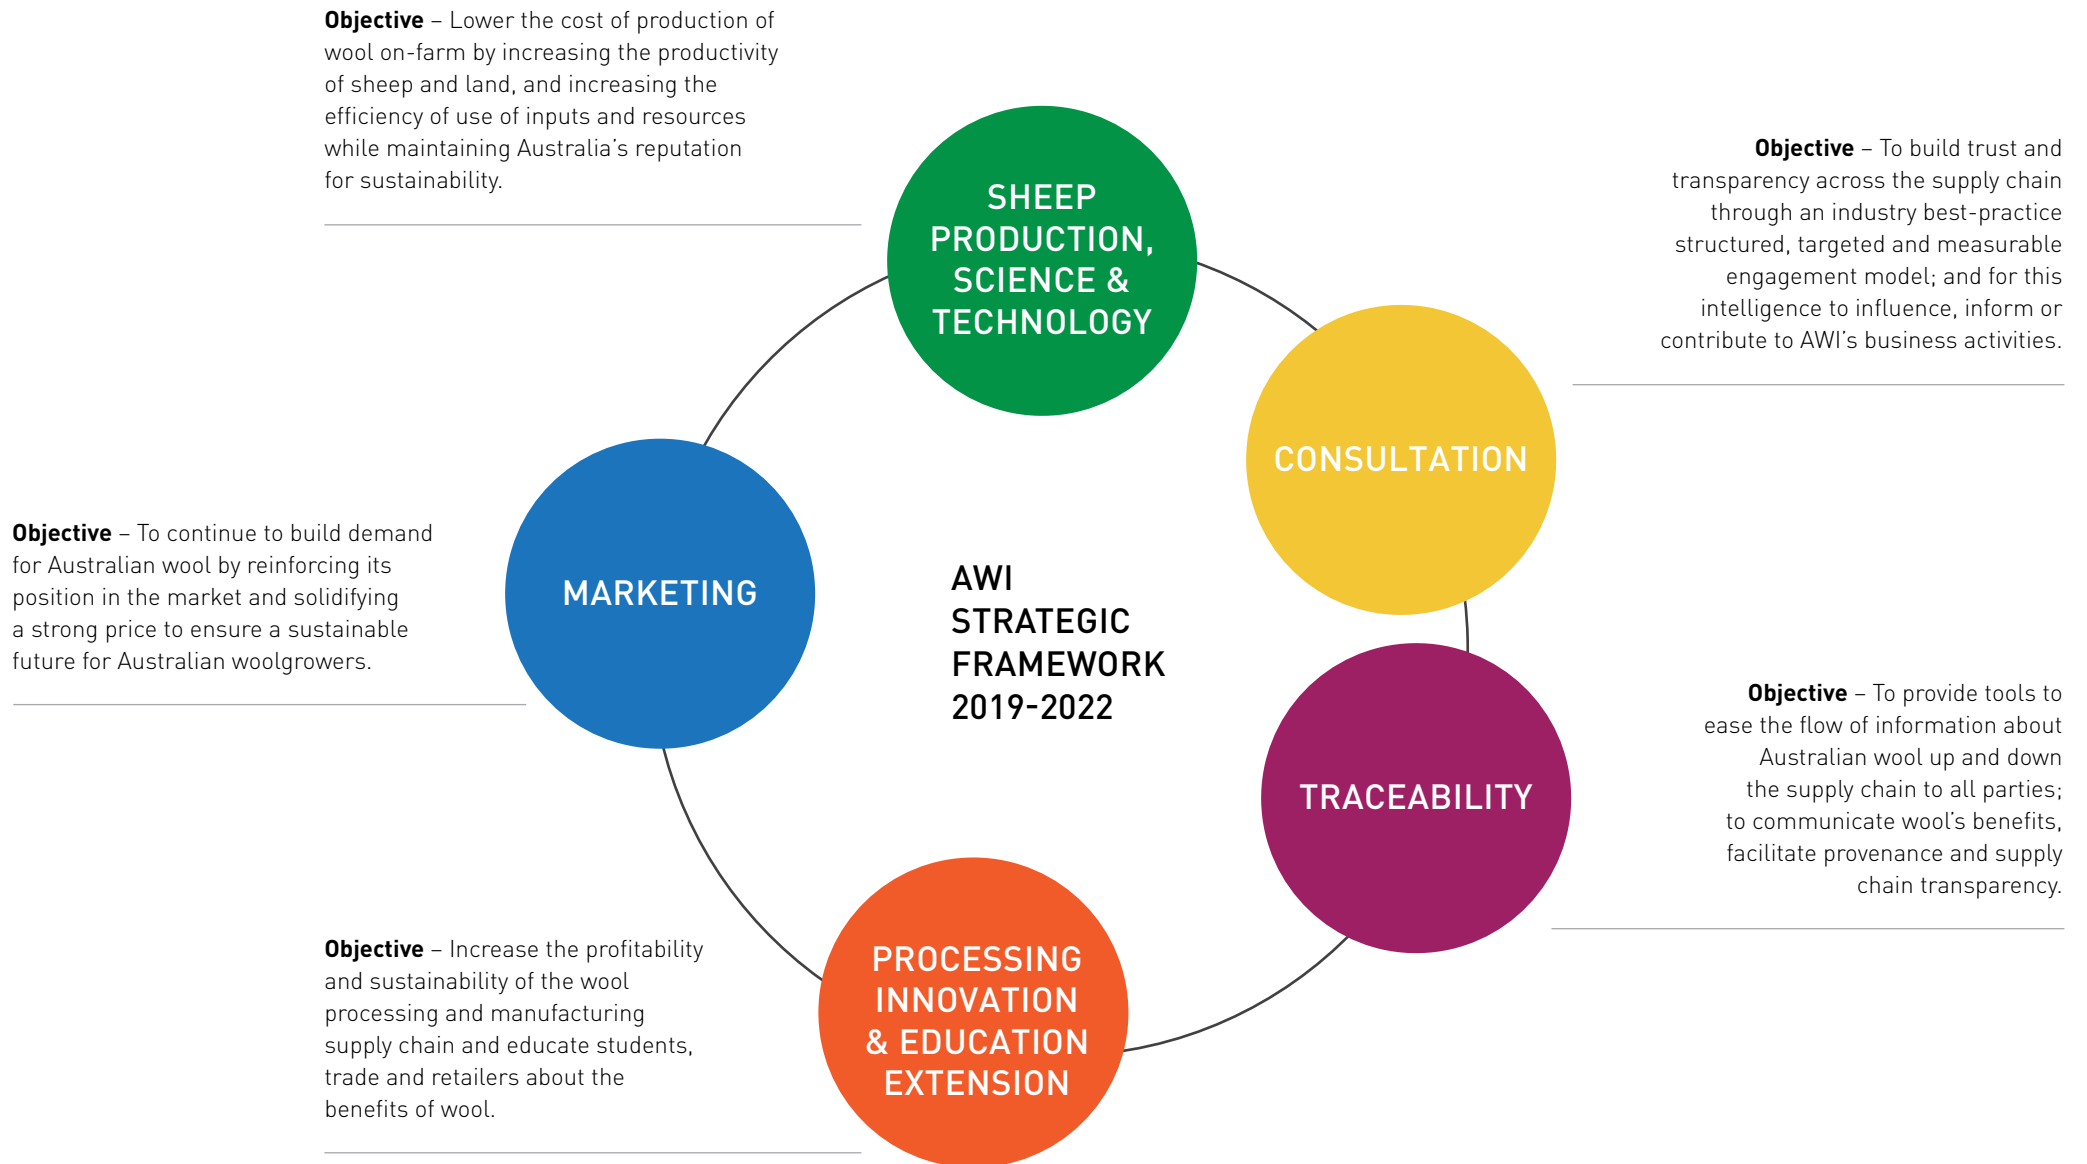 Objective – Lower the cost of production of
wool on-farm by increasing the productivity
of sheep and land, and increasing the
efficiency of use of inputs and resources
while maintaining Australia's reputation
for sustainability.
SHEEP
PRODUCTION,
SCIENCE &
TECHNOLOGY
Objective – To build trust and
transparency across the supply chain
through an industry best-practice
structured, targeted and measurable
engagement model; and for this
intelligence to influence, inform or
contribute to AWI's business activities.
CONSULTATION
Objective – To continue to build demand
for Australian wool by reinforcing its
position in the market and solidifying
a strong price to ensure a sustainable
future for Australian woolgrowers.
MARKETING
AWI
STRATEGIC
FRAMEWORK
2019-2022
TRACEABILITY
Objective – To provide tools to
ease the flow of information about
Australian wool up and down
the supply chain to all parties;
to communicate wool's benefits,
facilitate provenance and supply
chain transparency.
Objective – Increase the profitability
and sustainability of the wool
processing and manufacturing
supply chain and educate students,
trade and retailers about the
benefits of wool.
PROCESSING
INNOVATION
& EDUCATION
EXTENSION